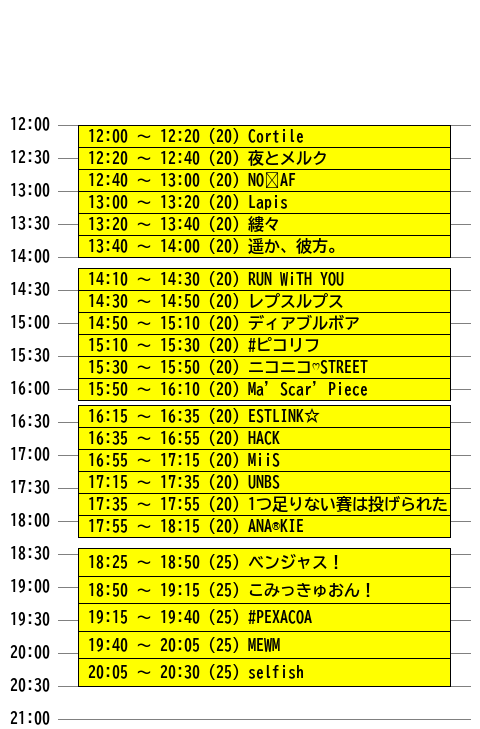 12:00
12:00 ～ 12:20 (20) Cortile
12:30
12:20 ～ 12:40 (20) 夜とメルク
12:40 ～ 13:00 (20) NO AF
13:00
13:00 ～ 13:20 (20) Lapis
13:30
13:20 ～ 13:40 (20) 縷々
13:40 ～ 14:00 (20) 遥か、彼方。
14:00
14:10 ～ 14:30 (20) RUN WiTH YOU
14:30
14:30 ～ 14:50 (20) レプスルプス
15:00
14:50 ～ 15:10 (20) ディアブルボア
15:10 ～ 15:30 (20) #ピコリフ
15:30
15:30 ～ 15:50 (20) ニコニコ♡STREET
16:00
15:50 ～ 16:10 (20) Ma’ Scar’ Piece
16:15 ～ 16:35 (20) ESTLINK☆
16:30
16:35 ～ 16:55 (20) HACK
17:00
16:55 ～ 17:15 (20) MiiS
17:30
17:15 ～ 17:35 (20) UNBS
17:35 ～ 17:55 (20) 1つ足りない賽は投げられた
18:00
17:55 ～ 18:15 (20) ANA®KIE
18:30
18:25 ～ 18:50 (25) ベンジャス！
19:00
18:50 ～ 19:15 (25) こみっきゅおん！
19:30
19:15 ～ 19:40 (25) #PEXACOA
20:00
19:40 ～ 20:05 (25) MEWM
20:05 ～ 20:30 (25) selfish
20:30
21:00